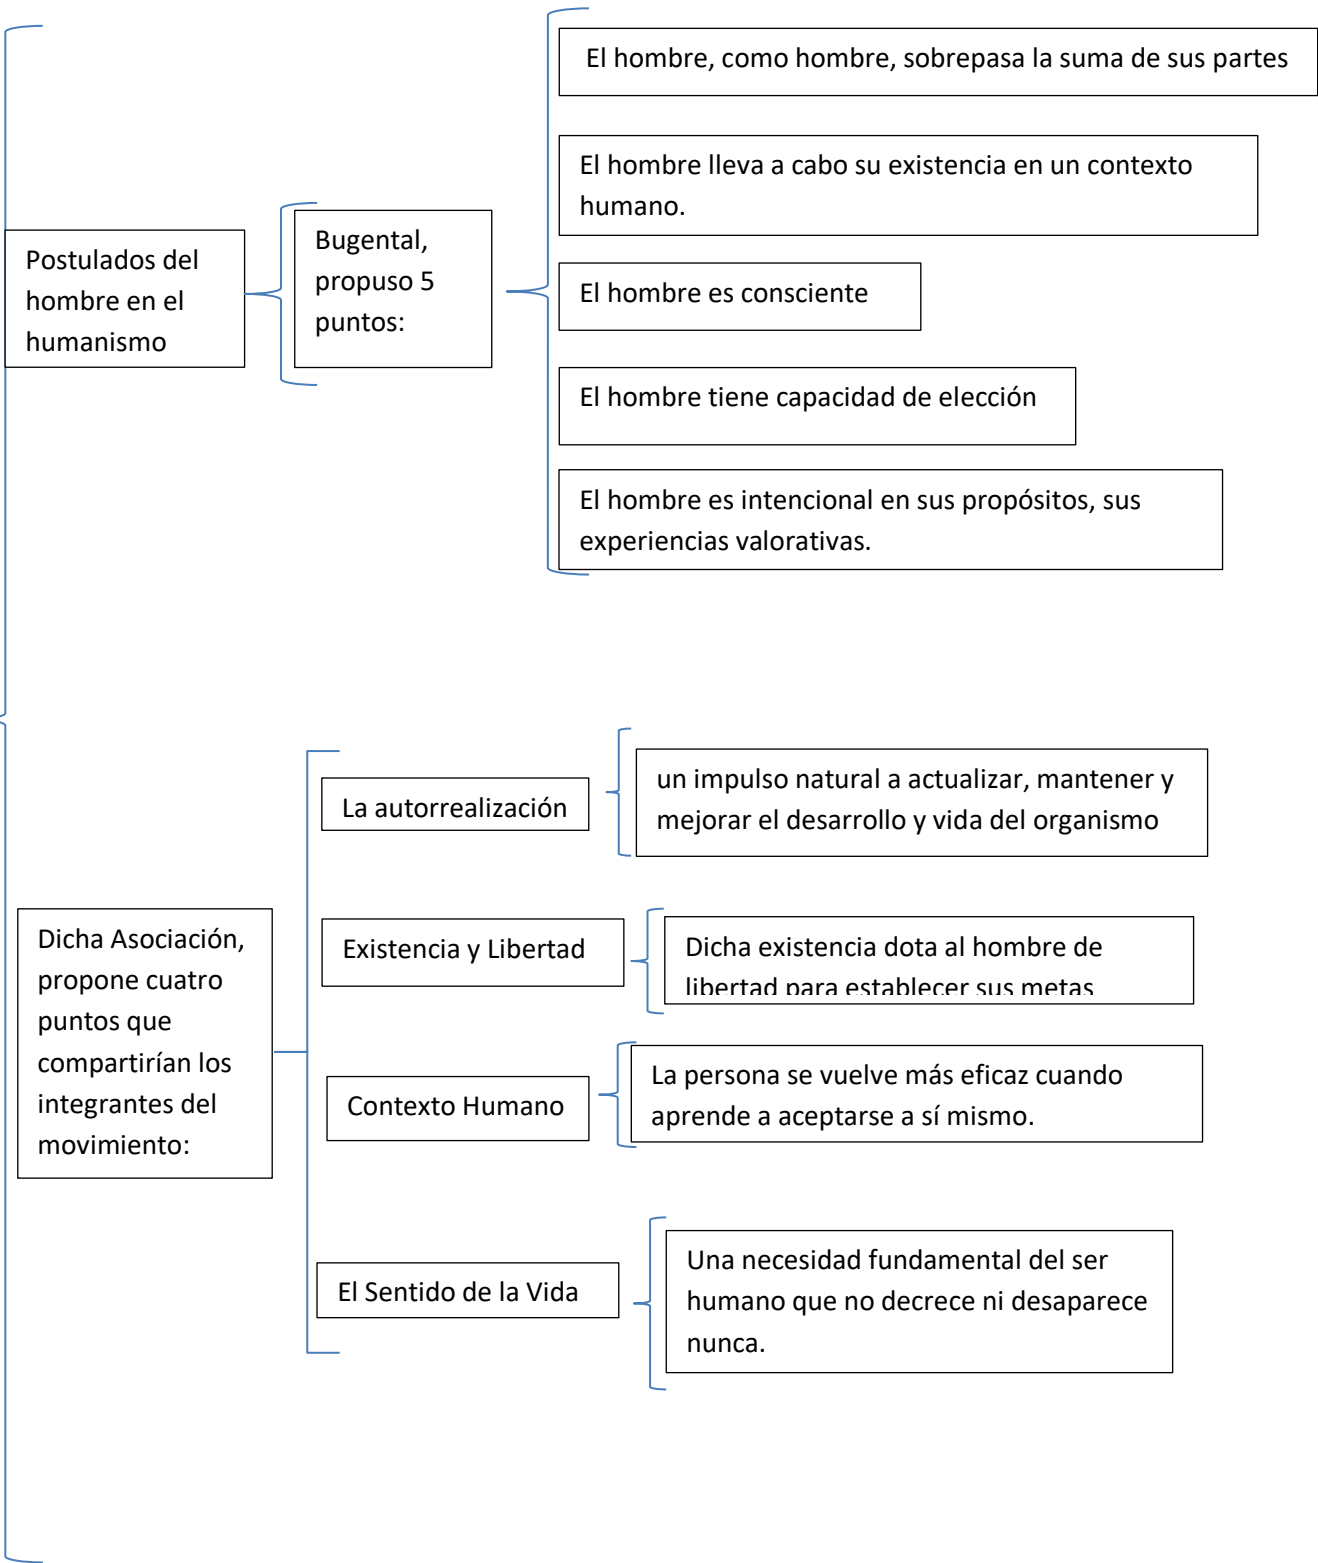 Postulados del
hombre en el
humanismo
Bugental,
propuso 5
puntos:
El hombre, como hombre, sobrepasa la suma de sus partes
El hombre lleva a cabo su existencia en un contexto
humano.
El hombre es consciente
El hombre tiene capacidad de elección
El hombre es intencional en sus propósitos, sus
experiencias valorativas.
Dicha Asociación,
propone cuatro
puntos que
compartirían los
integrantes del
movimiento:
La autorrealización
un impulso natural a actualizar, mantener y
mejorar el desarrollo y vida del organismo
Existencia y Libertad
Dicha existencia dota al hombre de
libertad para establecer sus metas
Contexto Humano
La persona se vuelve más eficaz cuando
aprende a aceptarse a sí mismo.
El Sentido de la Vida
Una necesidad fundamental del ser
humano que no decrece ni desaparece
nunca.